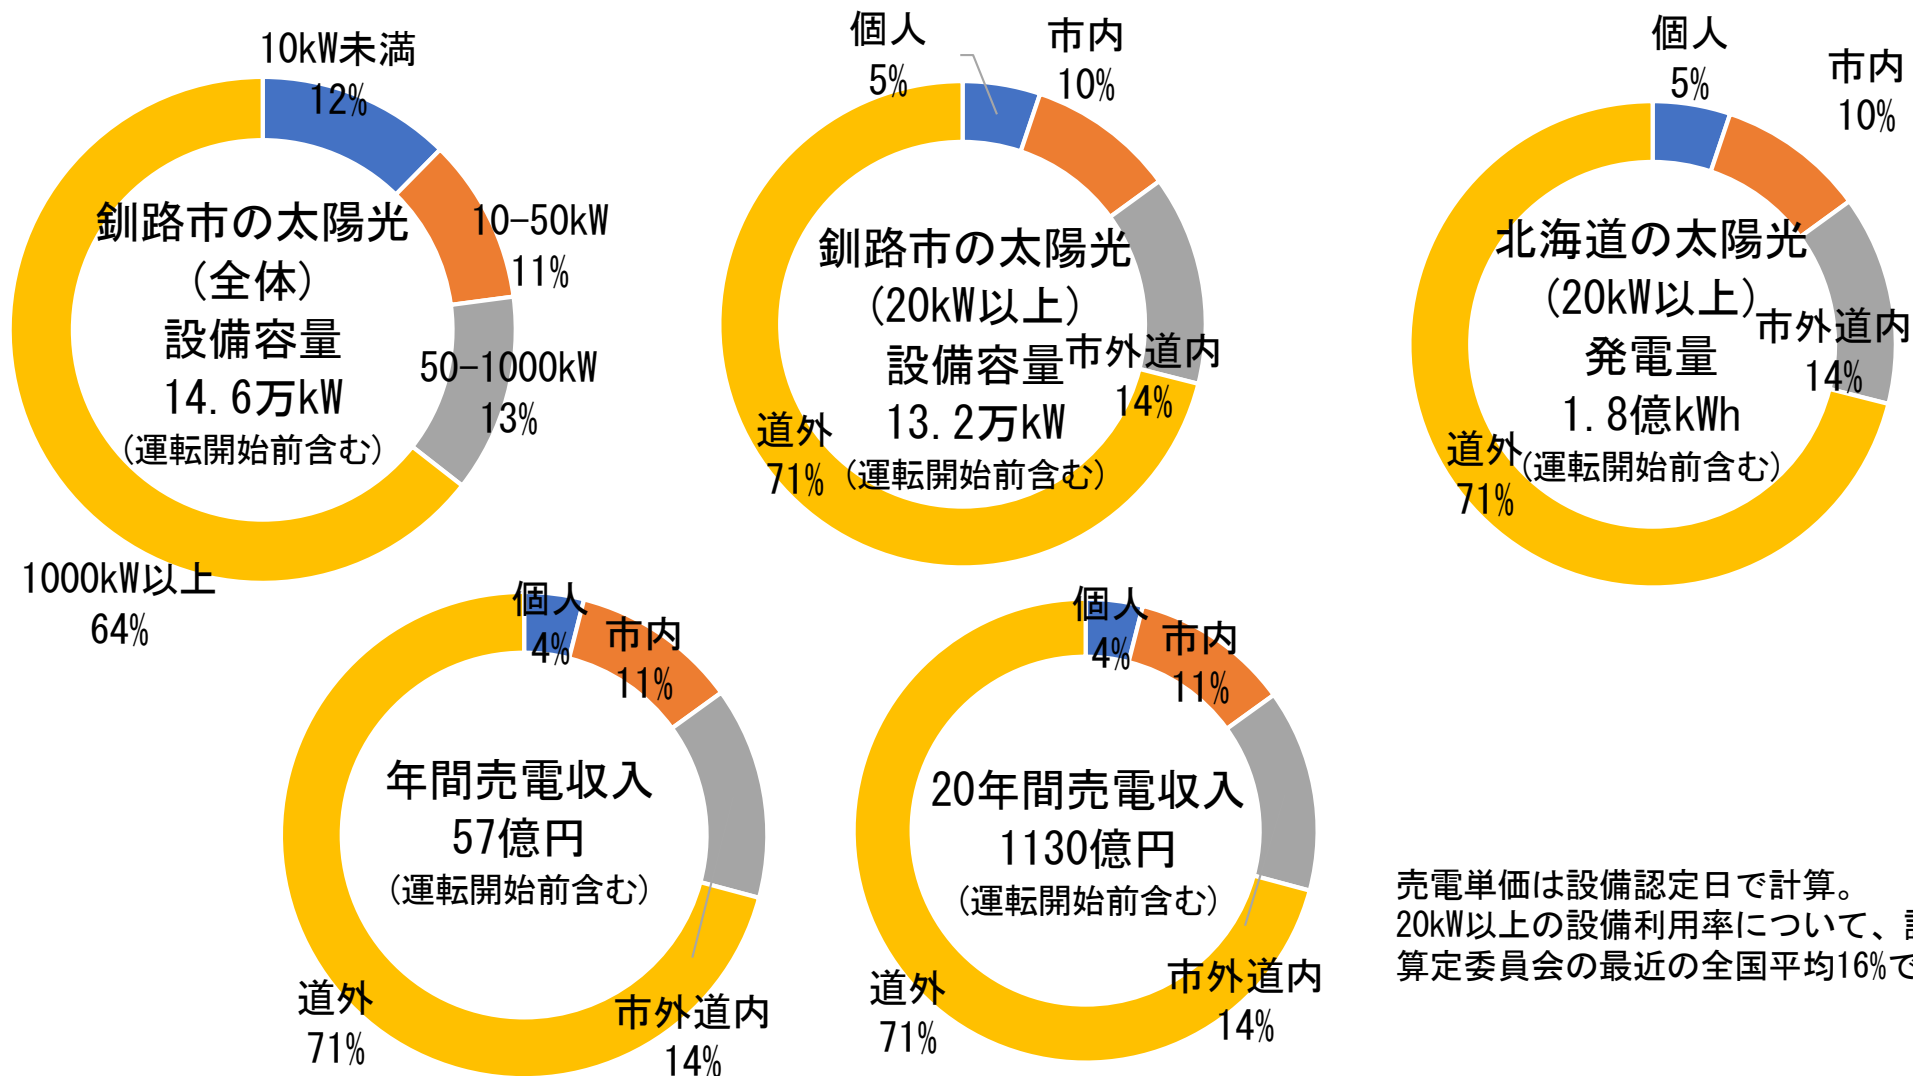 10kW未満
12%
10-50kW
11%
50-1000kW
13%
1000kW以上
64%
釧路市の太陽光
(全体)
設備容量
14.6万kW
(運転開始前含む)
個人
5%
市内
10%
市外道内
14%
道外
71%
釧路市の太陽光
(20kW以上)
設備容量
13.2万kW
(運転開始前含む)
個人
5%
市内
10%
市外道内
14%
道外
71%
北海道の太陽光
(20kW以上)
発電量
1.8億kWh
(運転開始前含む)
個人
4%
市内
11%
市外道内
14%
道外
71%
年間売電収入
57億円
(運転開始前含む)
個人
4%
市内
11%
市外道内
14%
道外
71%
20年間売電収入
1130億円
(運転開始前含む)
売電単価は設備認定日で計算。
20kW以上の設備利用率について、
算定委員会の最近の全国平均16%で